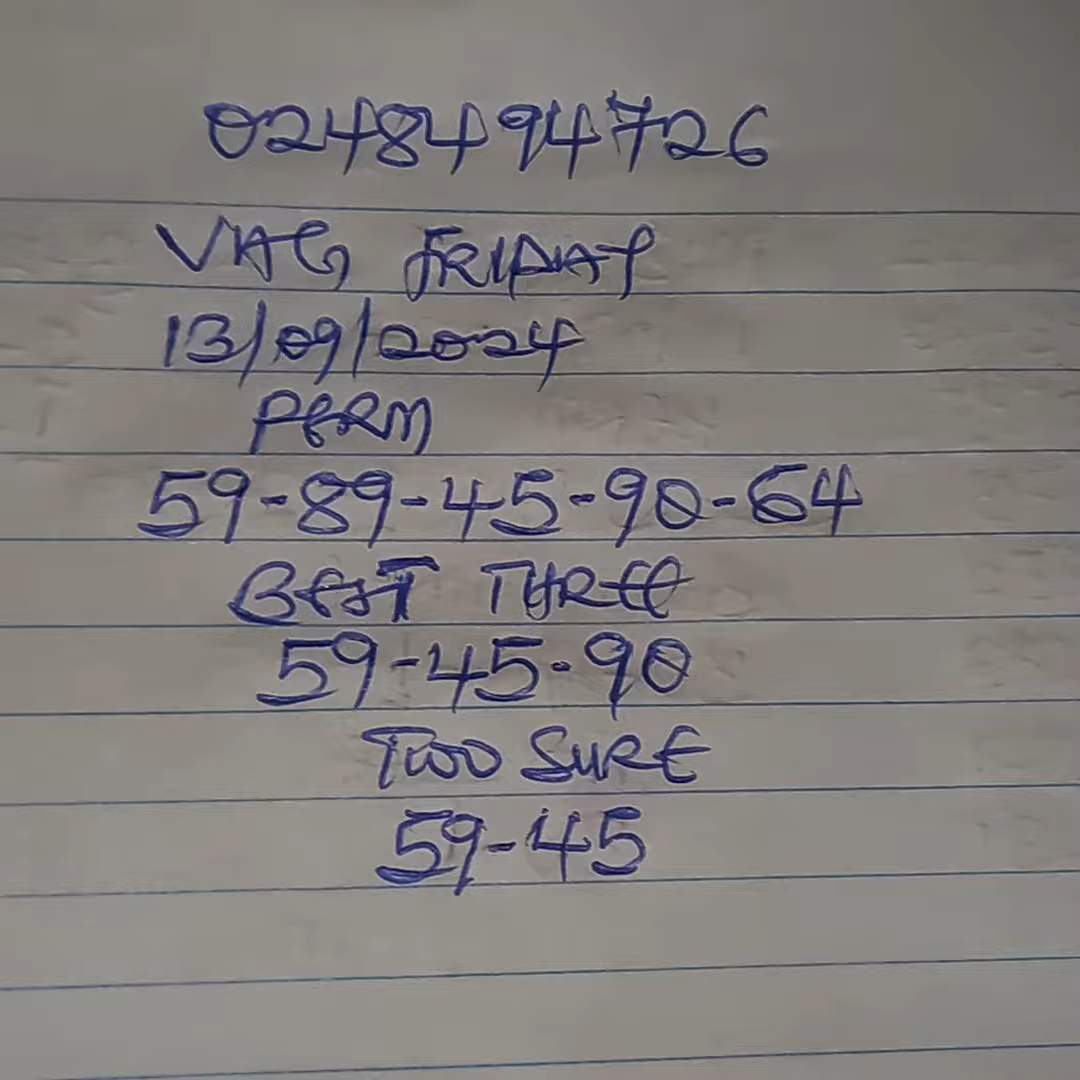 0248494726
VAG FRIDAY
13/09/2024
PERM
59-89-45-90-64
BEST THREE
59-45-90
TWO SURE
59-45